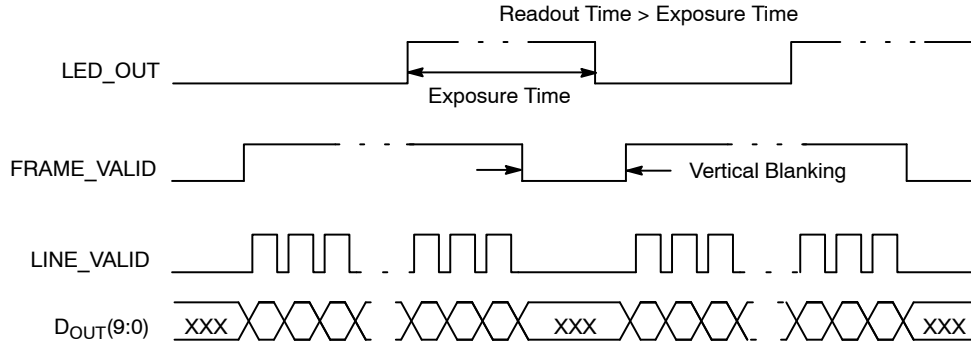 Readout Time > Exposure Time
LED_OUT
Exposure Time
FRAME_VALID
Vertical Blanking
LINE_VALID
DOUT(9:0)
XXX
XXX
XXX